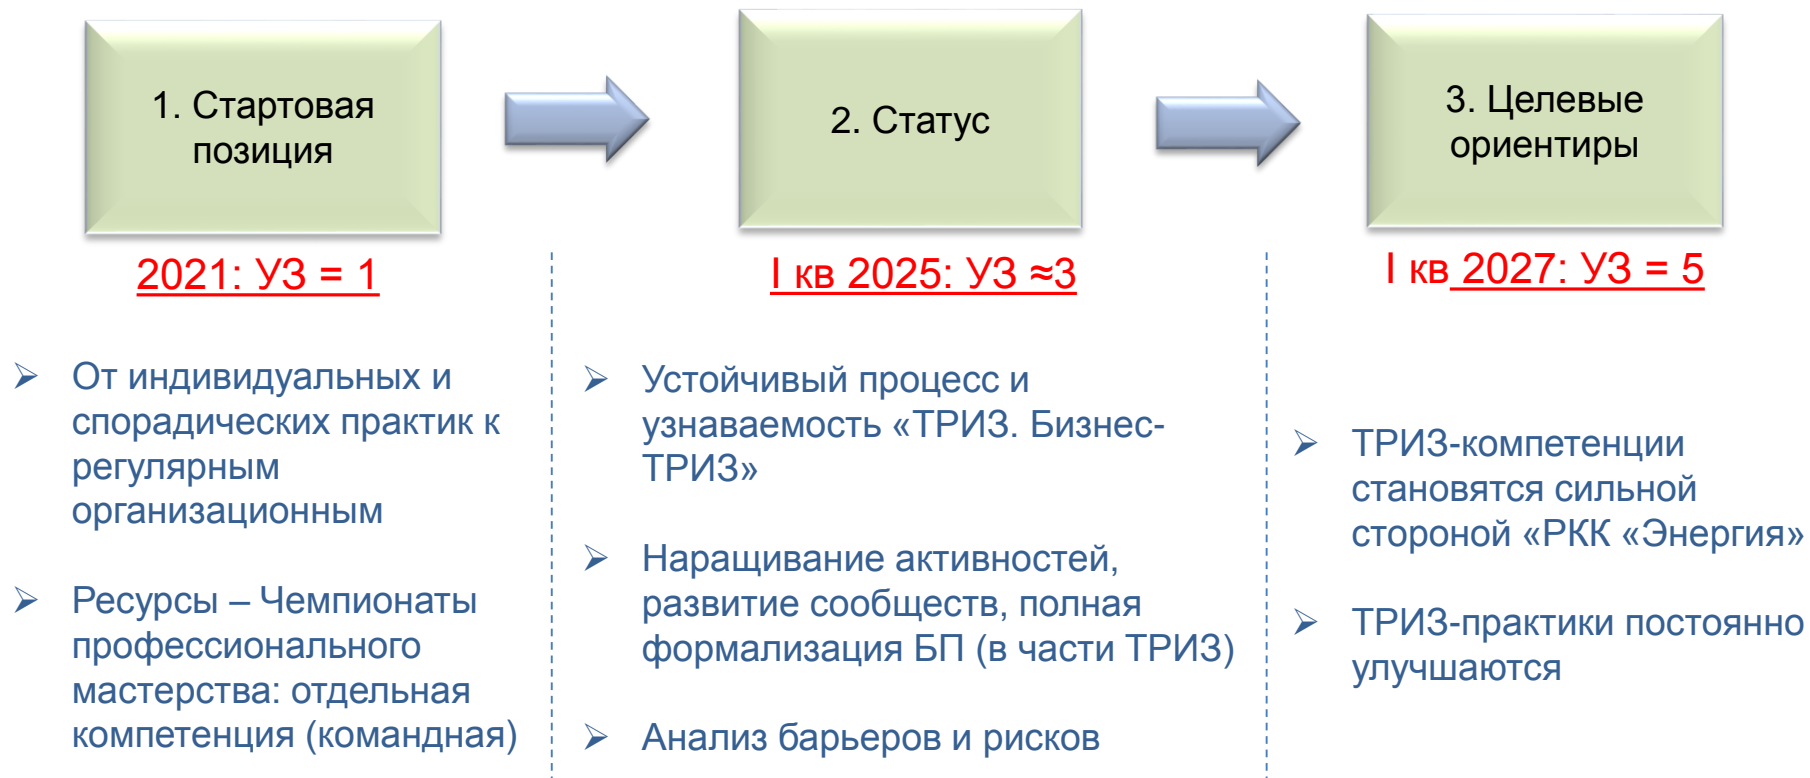 1. Стартовая
позиция
2. Статус
3. Целевые
ориентиры
2021: УЗ = 1
I кв 2025: УЗ ≈3
I кв 2027: УЗ = 5
От индивидуальных и
спорадических практик к
регулярным
организационным
Ресурсы – Чемпионаты
профессионального
мастерства: отдельная
компетенция (командная)
Устойчивый процесс и
узнаваемость «ТРИЗ. Бизнес-
ТРИЗ»
Наращивание активностей,
развитие сообществ, полная
формализация БП (в части ТРИЗ)
Анализ барьеров и рисков
ТРИЗ-компетенции
становятся сильной
стороной «РКК «Энергия»
ТРИЗ-практики постоянно
улучшаются